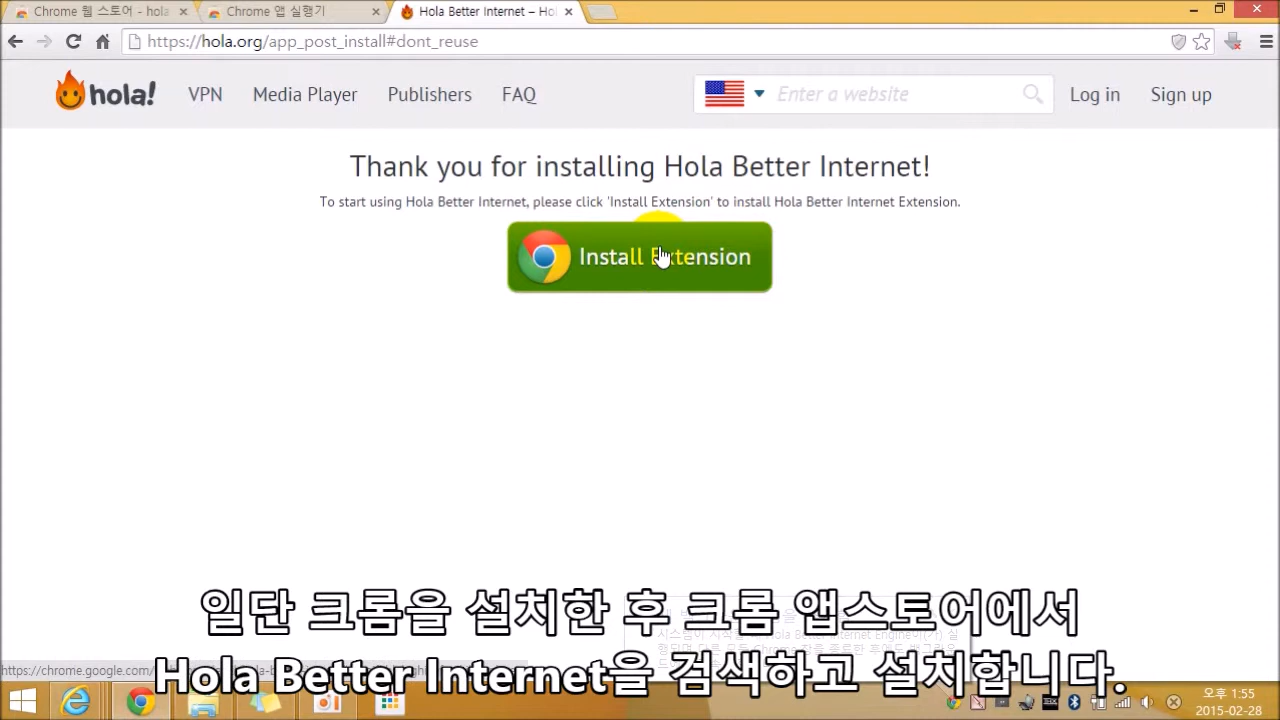 Chrome 웹 스토어 - hola
Chrome 앱 실행기
Hola Better Internet – Ho
https://hola.org/app_post_install#dont_reuse
hola!
VPN
Media Player
Publishers
FAQ
Enter a website
Log in
Sign up
Thank you for installing Hola Better Internet!
To start using Hola Better Internet, please click 'Install Extension' to install Hola Better Internet Extension.
Install Extension
일단 크롬을 설치한 후 크롬 앱스토어에서
Hola Better Internet을 검색하고 설치합니다.
https://chrome.google.com/
오후 1:55
2015-02-28